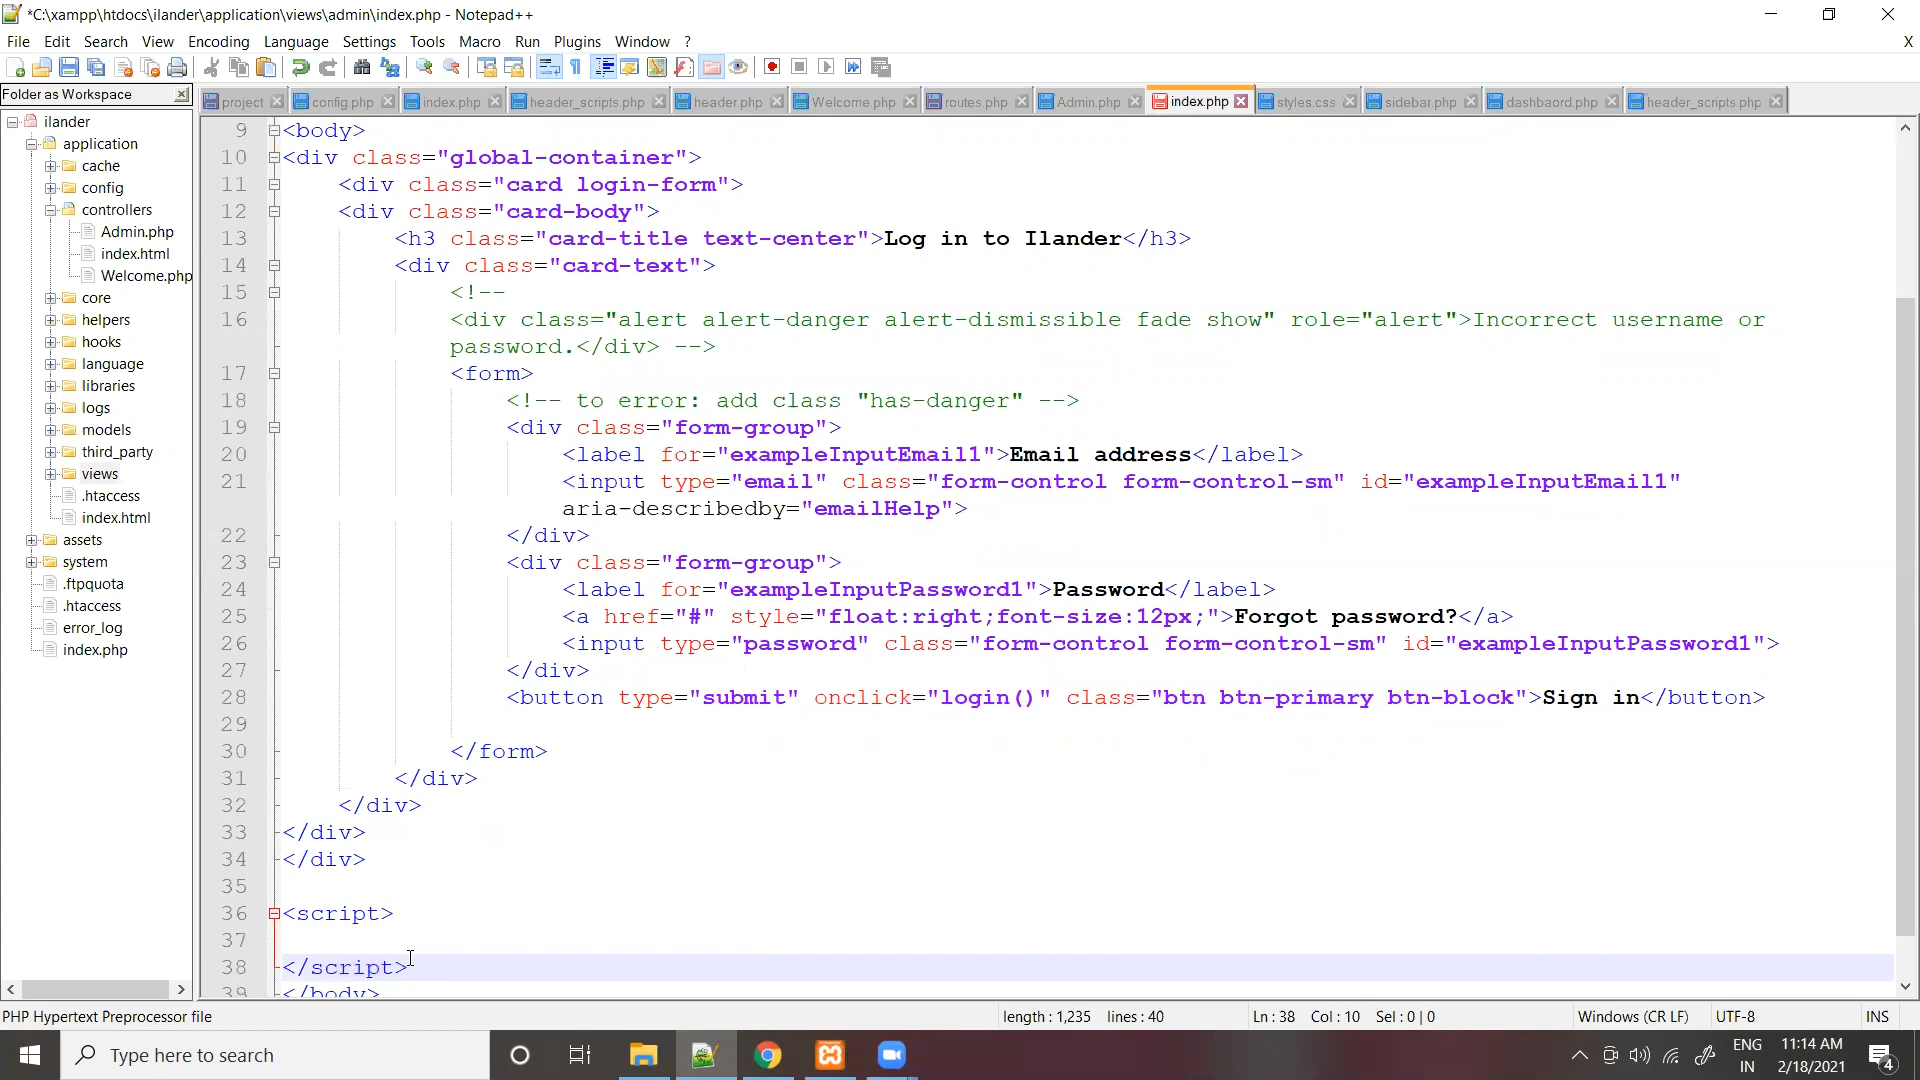 *C:\xampp\htdocs\ilander\application\views\admin\index.php - Notepad++
File Edit Search View Encoding Language Settings Tools Macro Run Plugins Window ? X
Folder as Workspace
project config.php index.php header_scripts.php header.php Welcome.php routes.php Admin.php index.php styles.css sidebar.php dashbaord.php header_scripts.php
ilander
application
cache
config
controllers
Admin.php
index.html
Welcome.php
core
helpers
hooks
language
libraries
logs
models
third_party
views
.htaccess
index.html
assets
system
.ftpquota
.htaccess
error_log
index.php
9 <body>
10 <div class="global-container">
11 <div class="card login-form">
12 <div class="card-body">
13 <h3 class="card-title text-center">Log in to Ilander</h3>
14 <div class="card-text">
15 <!--
16 <div class="alert alert-danger alert-dismissible fade show" role="alert">Incorrect username or
password.</div> -->
17 <form>
18 <!-- to error: add class "has-danger" -->
19 <div class="form-group">
20 <label for="exampleInputEmail1">Email address</label>
21 <input type="email" class="form-control form-control-sm" id="exampleInputEmail1"
aria-describedby="emailHelp">
22 </div>
23 <div class="form-group">
24 <label for="exampleInputPassword1">Password</label>
25 <a href="#" style="float:right;font-size:12px;">Forgot password?</a>
26 <input type="password" class="form-control form-control-sm" id="exampleInputPassword1">
27 </div>
28 <button type="submit" onclick="login()" class="btn btn-primary btn-block">Sign in</button>
29
30 </form>
31 </div>
32 </div>
33 </div>
34 </div>
35
36 <script>
37
38 </script>
39 </body>
PHP Hypertext Preprocessor file length : 1,235 lines : 40 Ln : 38 Col : 10 Sel : 0 | 0 Windows (CR LF) UTF-8 INS
Type here to search
ENG
IN
11:14 AM
2/18/2021
4